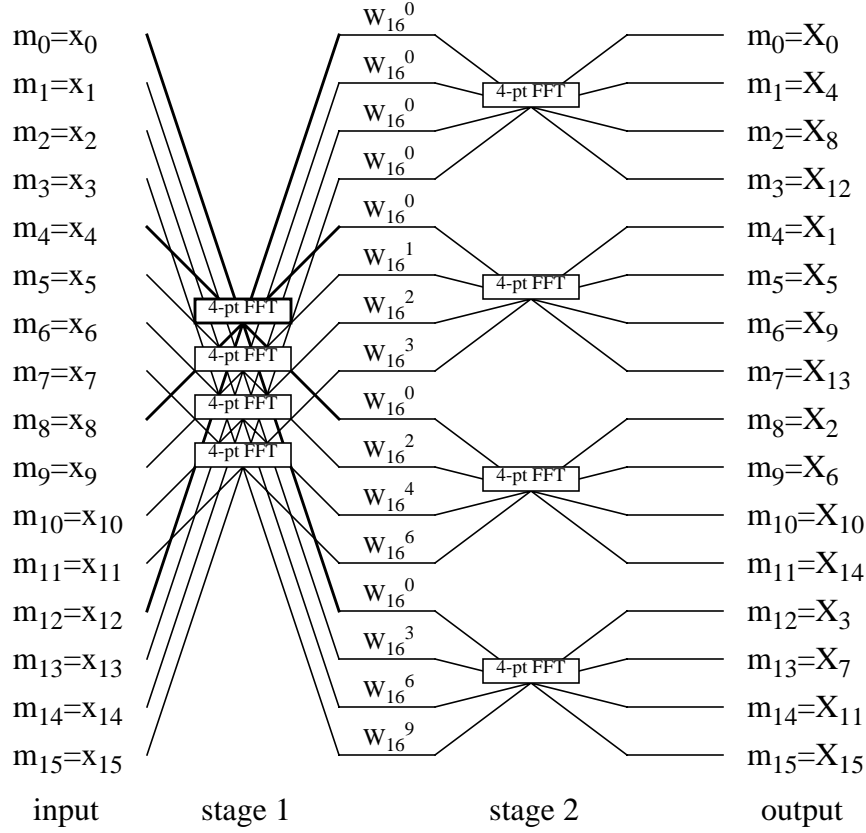 m0=x0 W16^0 m0=X0
m1=x1 W16^0 4-pt FFT m1=X4
m2=x2 W16^0 m2=X8
m3=x3 W16^0 m3=X12
m4=x4 W16^0 m4=X1
m5=x5 W16^1 4-pt FFT m5=X5
4-pt FFT
m6=x6 W16^2 m6=X9
4-pt FFT
m7=x7 W16^3 m7=X13
4-pt FFT
m8=x8 W16^0 m8=X2
4-pt FFT
m9=x9 W16^2 4-pt FFT m9=X6
m10=x10 W16^4 m10=X10
m11=x11 W16^6 m11=X14
m12=x12 W16^0 m12=X3
m13=x13 W16^3 4-pt FFT m13=X7
m14=x14 W16^6 m14=X11
m15=x15 W16^9 m15=X15
input stage 1 stage 2 output